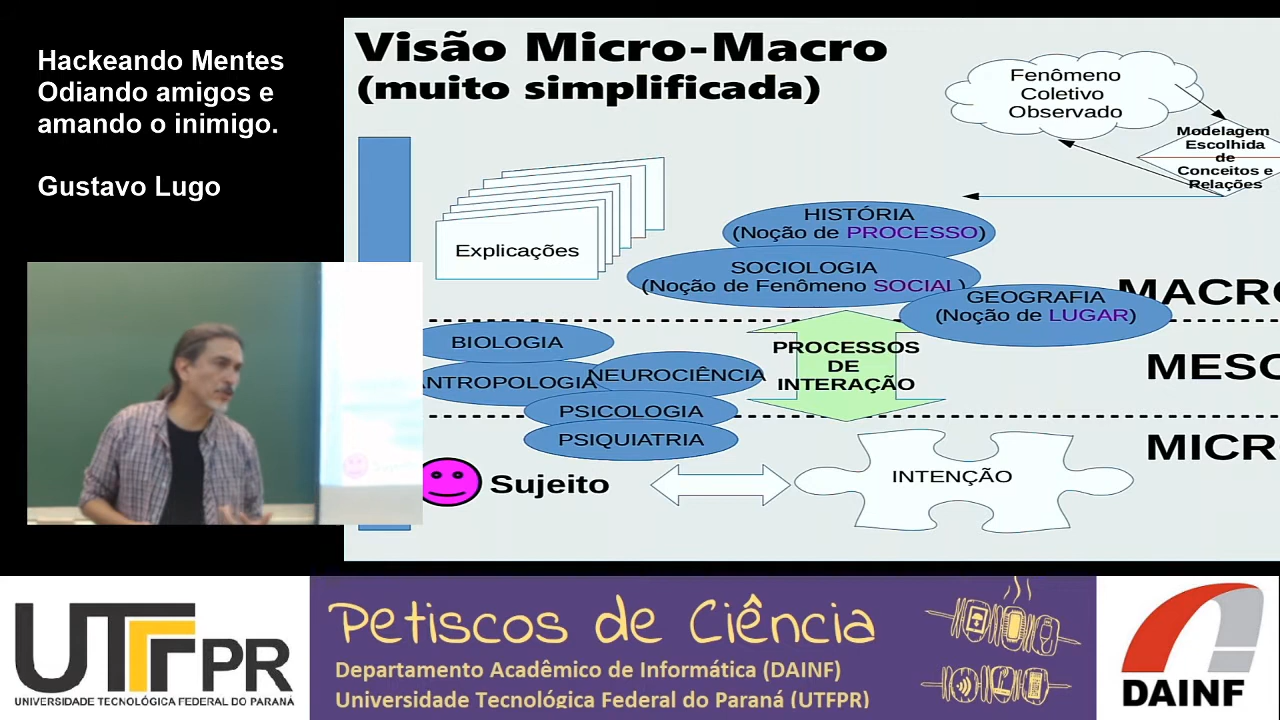 Hackeando Mentes
Odiando amigos e
amando o inimigo.
Gustavo Lugo
Visão Micro-Macro
(muito simplificada)
Fenômeno
Coletivo
Observado
Modelagem
Escolhida
de
Conceitos e
Relações
Explicações
HISTÓRIA
(Noção de PROCESSO)
SOCIOLOGIA
(Noção de Fenômeno SOCIAL)
GEOGRAFIA
(Noção de LUGAR)
MACRO
BIOLOGIA
NTROPOLOGIA
NEUROCIÊNCIA
PSICOLOGIA
PSIQUIATRIA
PROCESSOS
DE
INTERAÇÃO
MESO
MICR
Sujeito
INTENÇÃO
UTFPR
UNIVERSIDADE TECNOLÓGICA FEDERAL DO PARANÁ
Petiscos de Ciência
Departamento Acadêmico de Informática (DAINF)
Universidade Tecnoógica Federal do Paraná (UTFPR)
DAINF